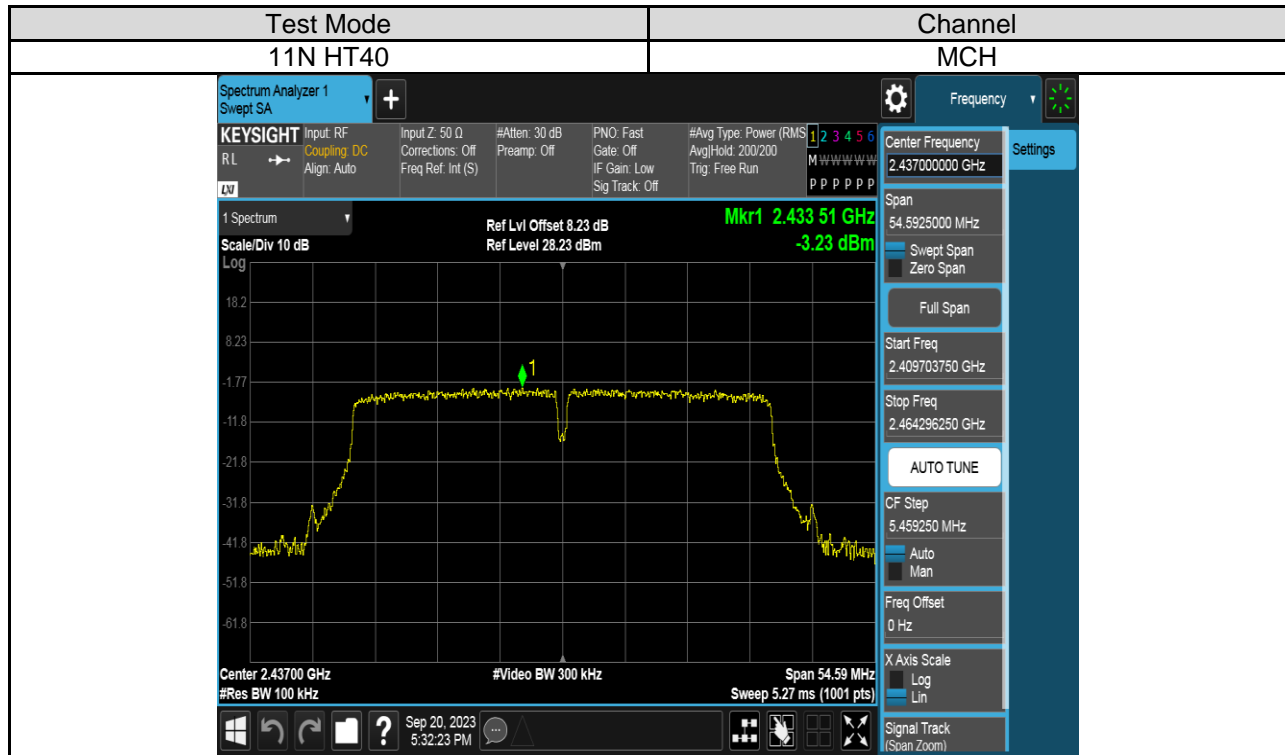 Test Mode Channel
11N HT40 MCH
Spectrum Analyzer 1
Swept SA
+
Frequency
KEYSIGHT Input: RF Input Z: 50 Ω #Atten: 30 dB PNO: Fast #Avg Type: Power (RMS 1 2 3 4 5 6
RL Coupling: DC Corrections: Off Preamp: Off Gate: Off Avg|Hold: 200/200 M W W W W W
Align: Auto Freq Ref: Int (S) IF Gain: Low Trig: Free Run
LXI Sig Track: Off P P P P P P
1 Spectrum
Ref Lvl Offset 8.23 dB
Mkr1 2.433 51 GHz
Scale/Div 10 dB Ref Level 28.23 dBm -3.23 dBm
Log
18.2
8.23
1
-1.77
-11.8
-21.8
-31.8
-41.8
-51.8
-61.8
Center 2.43700 GHz #Video BW 300 kHz Span 54.59 MHz
#Res BW 100 kHz Sweep 5.27 ms (1001 pts)
Center Frequency
2.437000000 GHz
Settings
Span
54.5925000 MHz
Swept Span
Zero Span
Full Span
Start Freq
2.409703750 GHz
Stop Freq
2.464296250 GHz
AUTO TUNE
CF Step
5.459250 MHz
Auto
Man
Freq Offset
0 Hz
X Axis Scale
Log
Lin
Signal Track
(Span Zoom)
?
Sep 20, 2023
5:32:23 PM